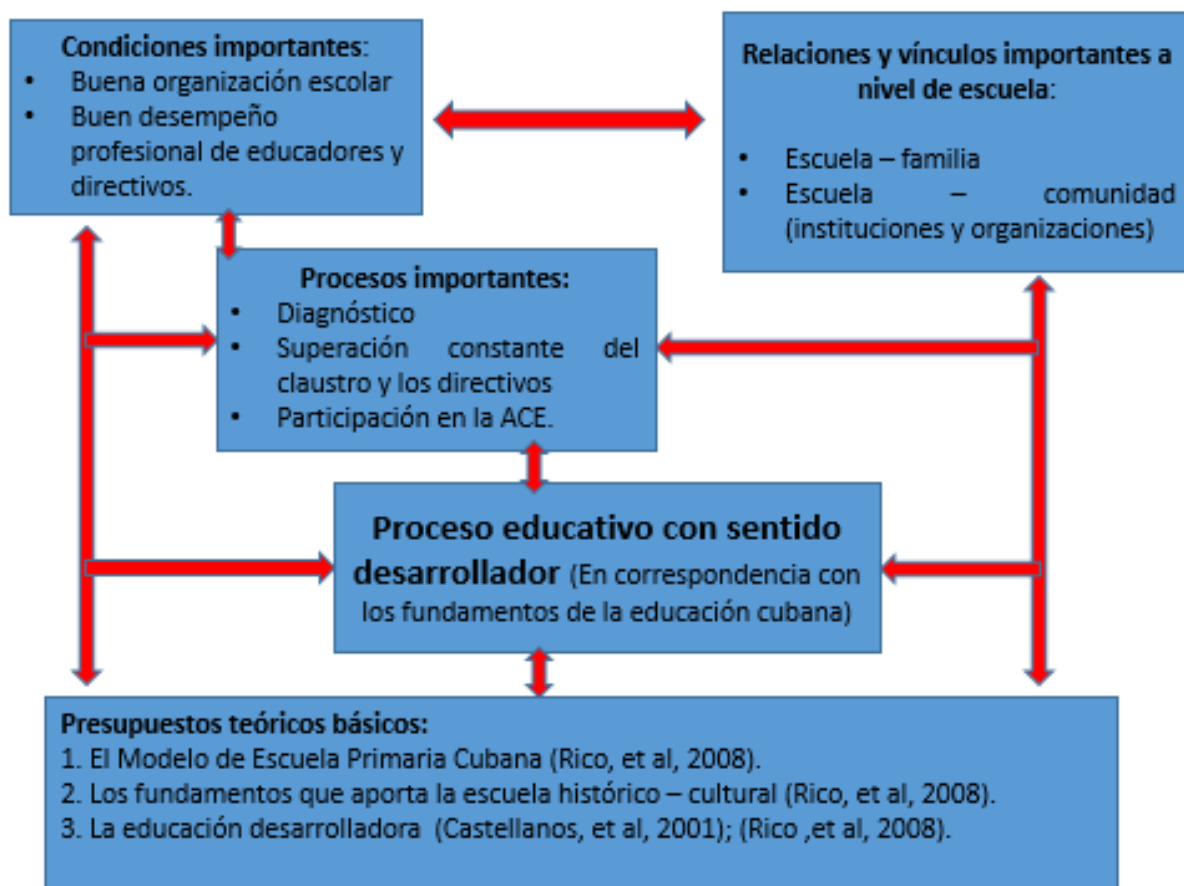 Condiciones importantes:
• Buena organización escolar
• Buen desempeño
profesional de educadores y
directivos.
Relaciones y vínculos importantes a
nivel de escuela:
• Escuela – familia
• Escuela – comunidad
(instituciones y organizaciones)
Procesos importantes:
• Diagnóstico
• Superación constante del
claustro y los directivos
• Participación en la ACE.
Proceso educativo con sentido
desarrollador (En correspondencia con
los fundamentos de la educación cubana)
Presupuestos teóricos básicos:
1. El Modelo de Escuela Primaria Cubana (Rico, et al, 2008).
2. Los fundamentos que aporta la escuela histórico – cultural (Rico, et al, 2008).
3. La educación desarrolladora (Castellanos, et al, 2001); (Rico ,et al, 2008).